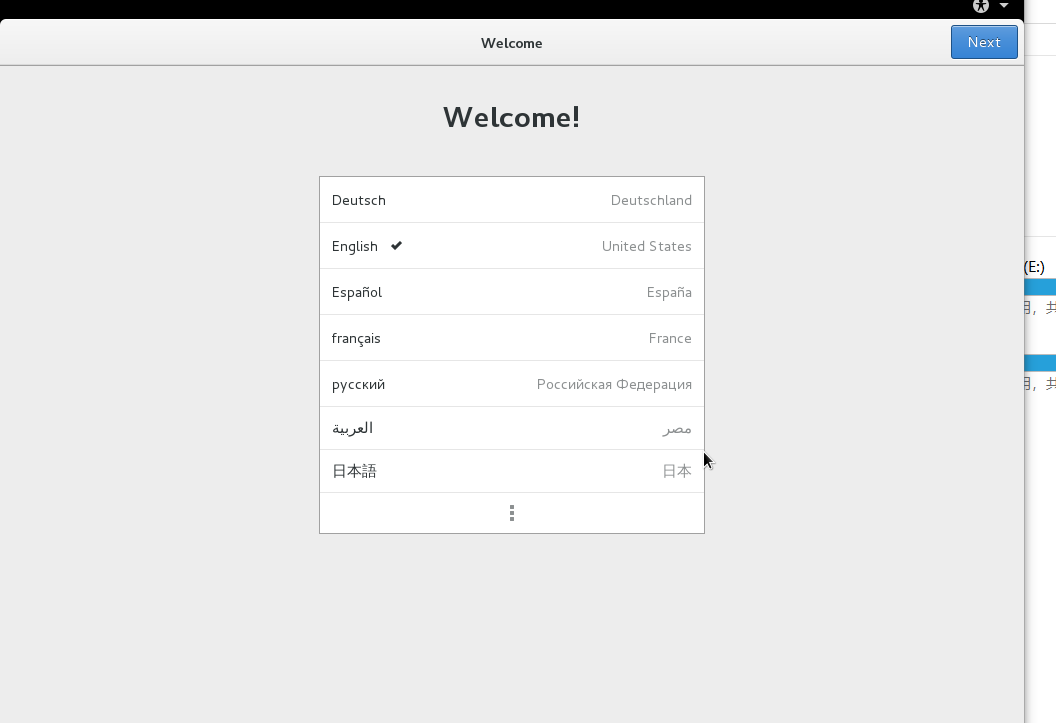 Welcome
Next
Welcome!
Deutsch Deutschland
English United States
Español España
français France
русский Российская Федерация
العربية مصر
日本語 日本
(E:)
用，共
用，共